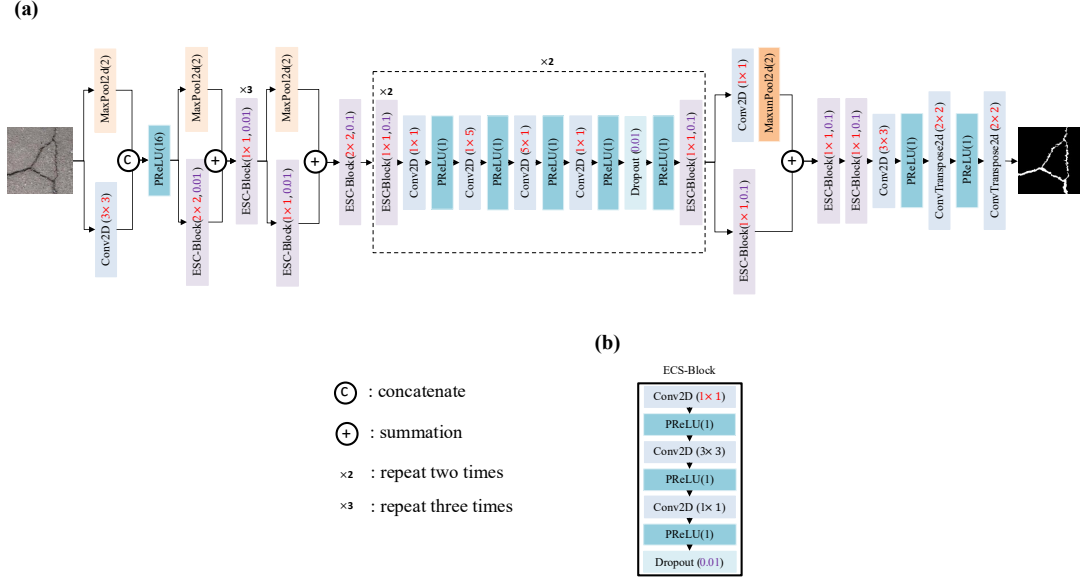 (a)
MaxPool2d(2)
Conv2D (3× 3)
C
PReLU(16)
MaxPool2d(2)
ESC-Block(2× 2, 0.01)
+
×3
ESC-Block(1× 1, 0.01)
MaxPool2d(2)
ESC-Block(1× 1, 0.01)
+
ESC-Block(2× 2, 0.1)
×2
×2
ESC-Block(1× 1, 0.1)
Conv2D (1× 1)
PReLU(1)
Conv2D (1× 5)
PReLU(1)
Conv2D (5× 1)
PReLU(1)
Conv2D (1× 1)
PReLU(1)
Dropout (0.01)
PReLU(1)
ESC-Block(1× 1, 0.1)
Conv2D (1× 1)
MaxunPool2d(2)
ESC-Block(1× 1, 0.1)
+
ESC-Block(1× 1, 0.1)
ESC-Block(1× 1, 0.1)
Conv2D (3× 3)
PReLU(1)
ConvTranspose2d (2× 2)
PReLU(1)
ConvTranspose2d (2× 2)
C : concatenate
+ : summation
×2 : repeat two times
×3 : repeat three times
(b)
ECS-Block
Conv2D (1× 1)
PReLU(1)
Conv2D (3× 3)
PReLU(1)
Conv2D (1× 1)
PReLU(1)
Dropout (0.01)